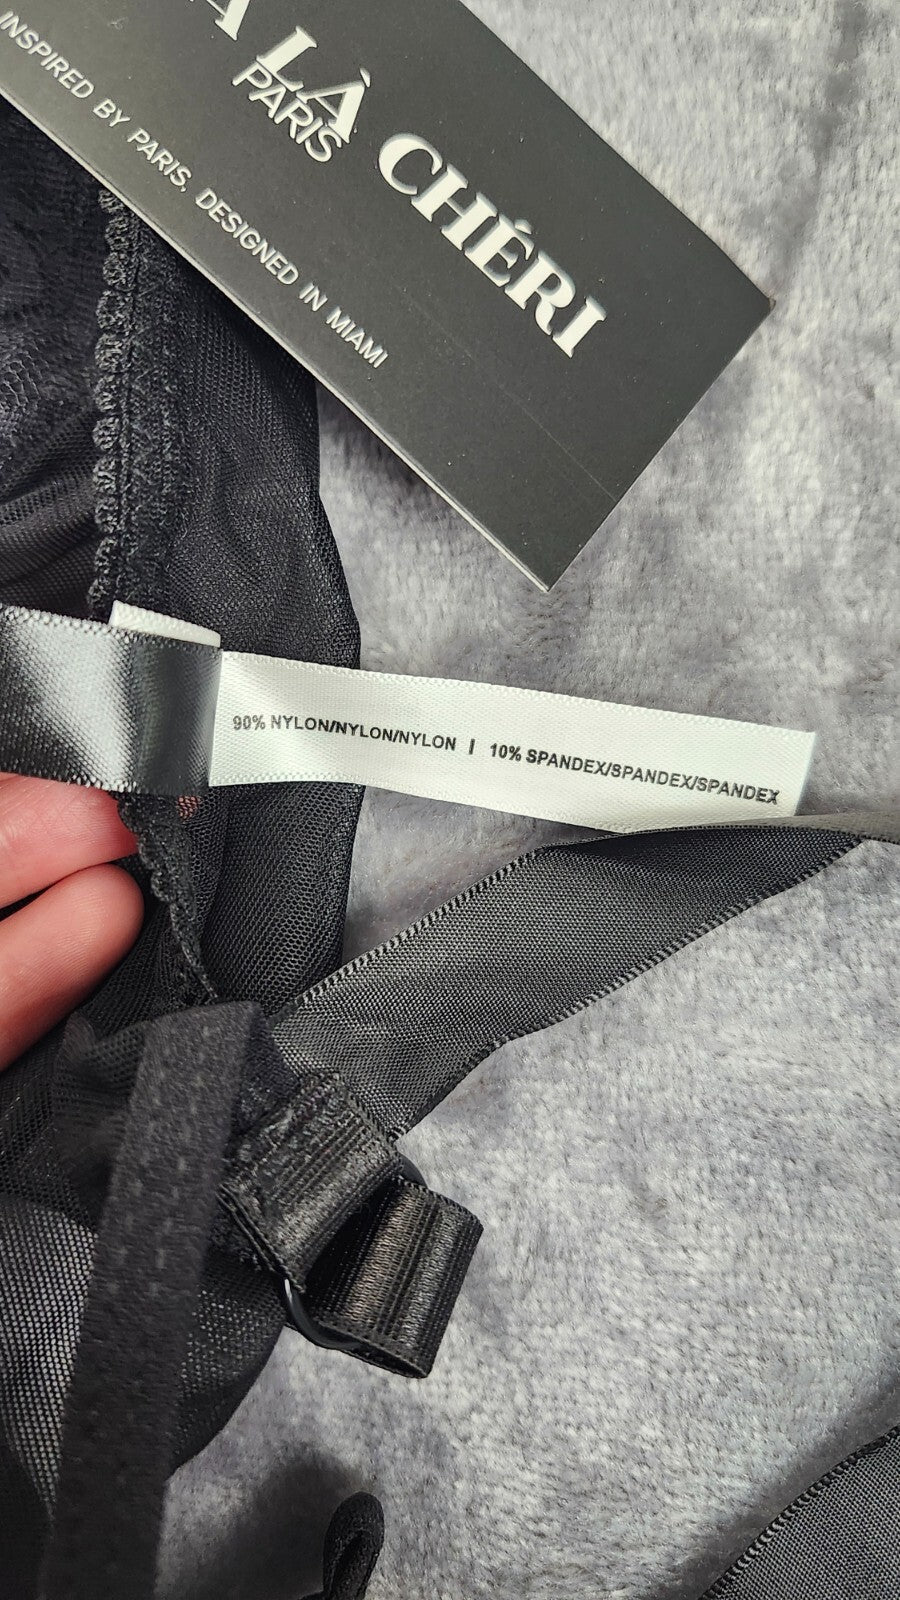 LÀ CHÉRI
PARIS
INSPIRED BY PARIS, DESIGNED IN MIAMI
90% NYLON/NYLON/NYLON | 10% SPANDEX/SPANDEX/SPANDEX